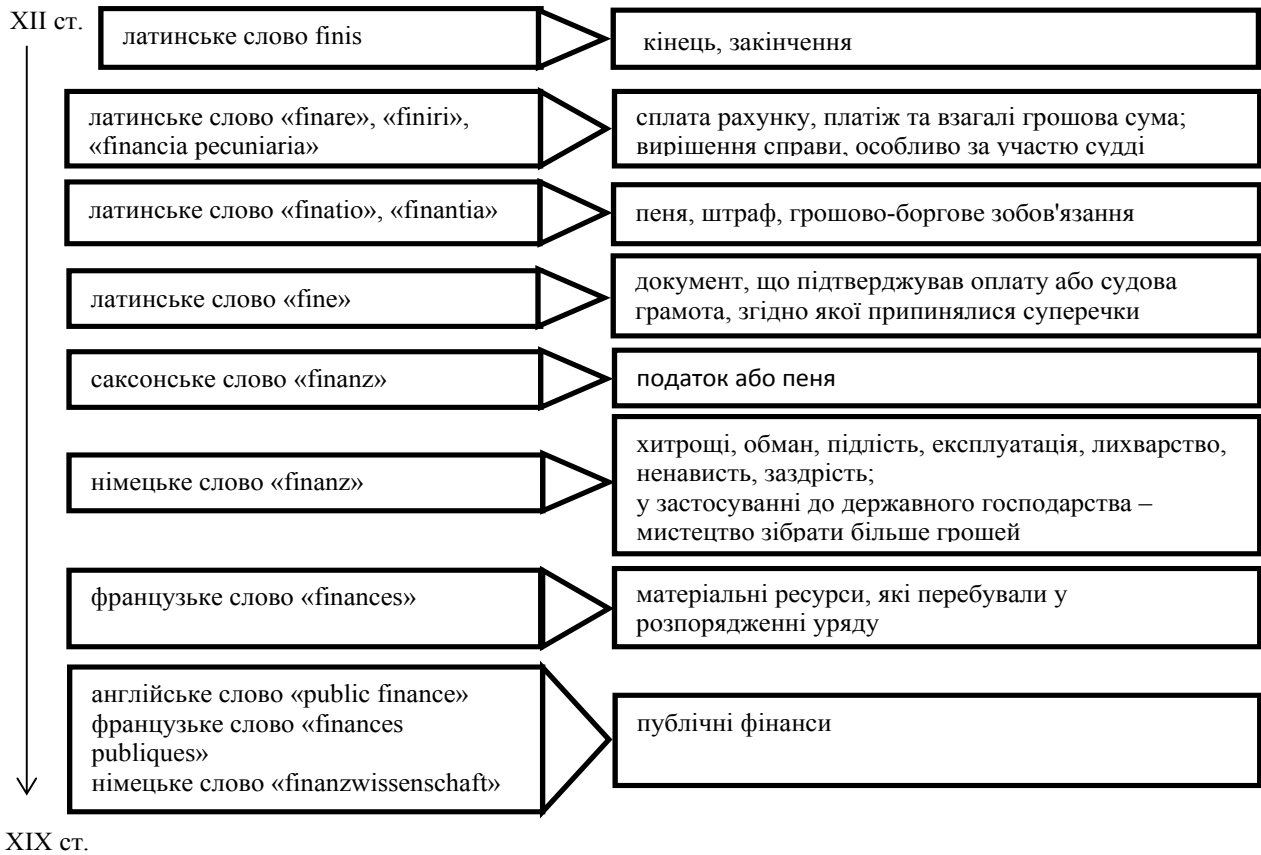 XII ст.
латинське слово finis
кінець, закінчення
латинське слово «finare», «finiri»,
«financia pecuniaria»
сплата рахунку, платіж та взагалі грошова сума;
вирішення справи, особливо за участю судді
латинське слово «finatio», «finantia»
пеня, штраф, грошово-боргове зобов'язання
латинське слово «fine»
документ, що підтверджував оплату або судова
грамота, згідно якої припинялися суперечки
саксонське слово «finanz»
податок або пеня
німецьке слово «finanz»
хитрощі, обман, підлість, експлуатація, лихварство,
ненависть, заздрість;
у застосуванні до державного господарства –
мистецтво зібрати більше грошей
французьке слово «finances»
матеріальні ресурси, які перебували у
розпорядженні уряду
англійське слово «public finance»
французьке слово «finances
publiques»
німецьке слово «finanzwissenschaft»
публічні фінанси
XIX ст.